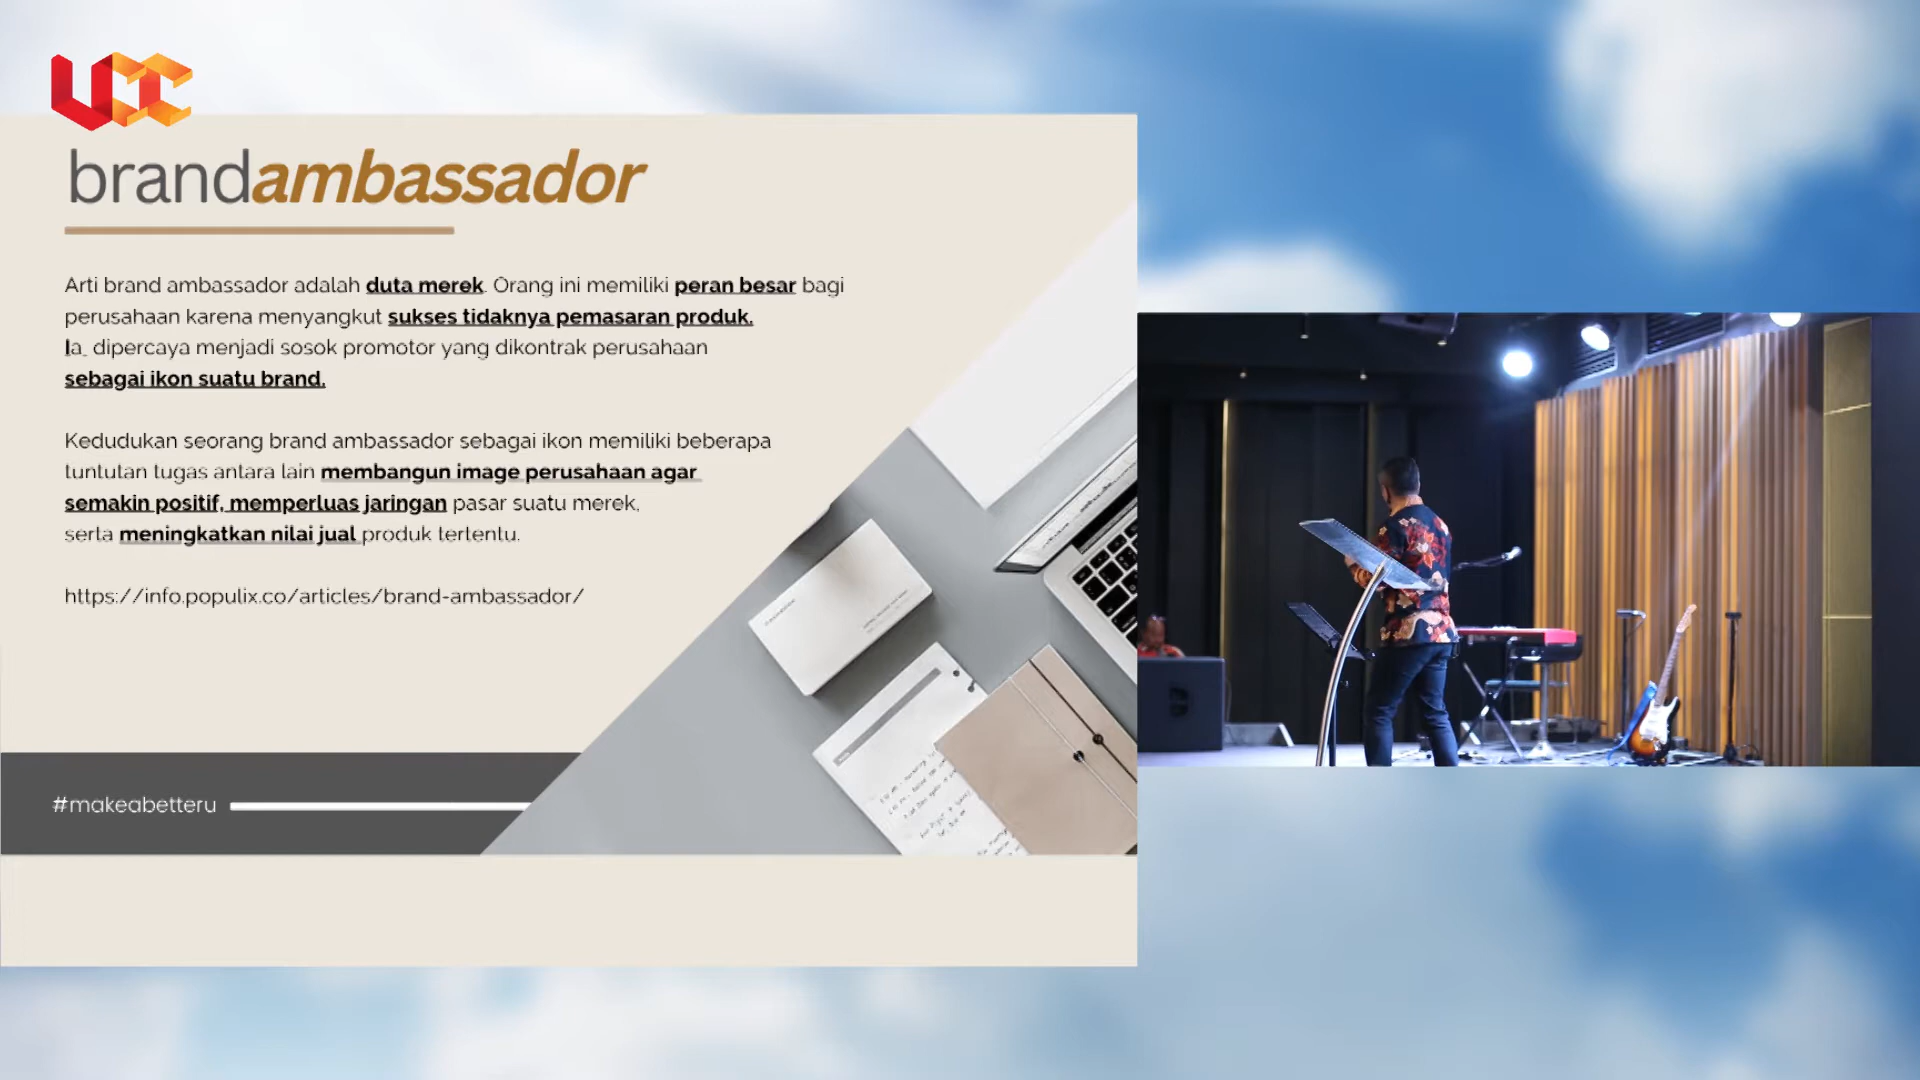 UCC
brandambassador
Arti brand ambassador adalah duta merek. Orang ini memiliki peran besar bagi
perusahaan karena menyangkut sukses tidaknya pemasaran produk.
Ia dipercaya menjadi sosok promotor yang dikontrak perusahaan
sebagai ikon suatu brand.
Kedudukan seorang brand ambassador sebagai ikon memiliki beberapa
tuntutan tugas antara lain membangun image perusahaan agar
semakin positif, memperluas jaringan pasar suatu merek,
serta meningkatkan nilai jual produk tertentu.
https://info.populix.co/articles/brand-ambassador/
#makeabetteru